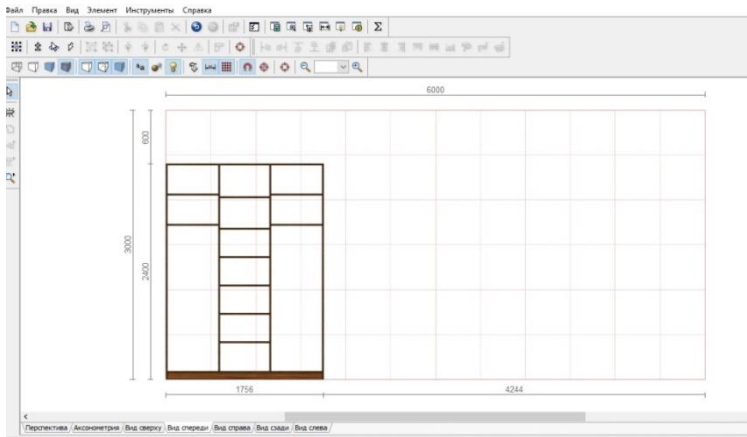 Файл Правка Вид Элемент Инструменты Справка
6000
600
3000
2400
1756 4244
Перспектива Аксонометрия Вид сверху Вид спереди Вид справа Вид сзади Вид слева